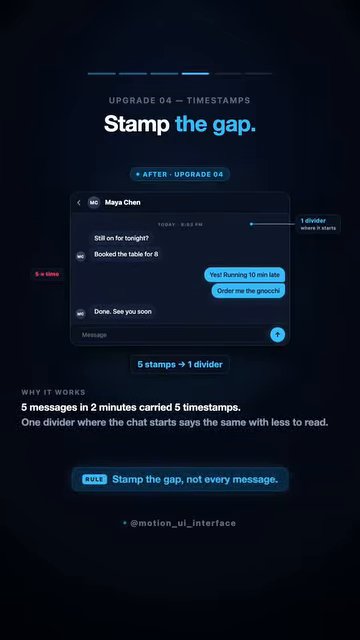 UPGRADE 04 — TIMESTAMPS
Stamp the gap.
AFTER · UPGRADE 04
MC Maya Chen
TODAY · 8:03 PM
1 divider
where it starts
Still on for tonight?
MC Booked the table for 8
5× time
Yes! Running 10 min late
Order me the gnocchi
MC Done. See you soon
Message
5 stamps → 1 divider
WHY IT WORKS
5 messages in 2 minutes carried 5 timestamps.
One divider where the chat starts says the same with less to read.
RULE Stamp the gap, not every message.
@motion_ui_interface